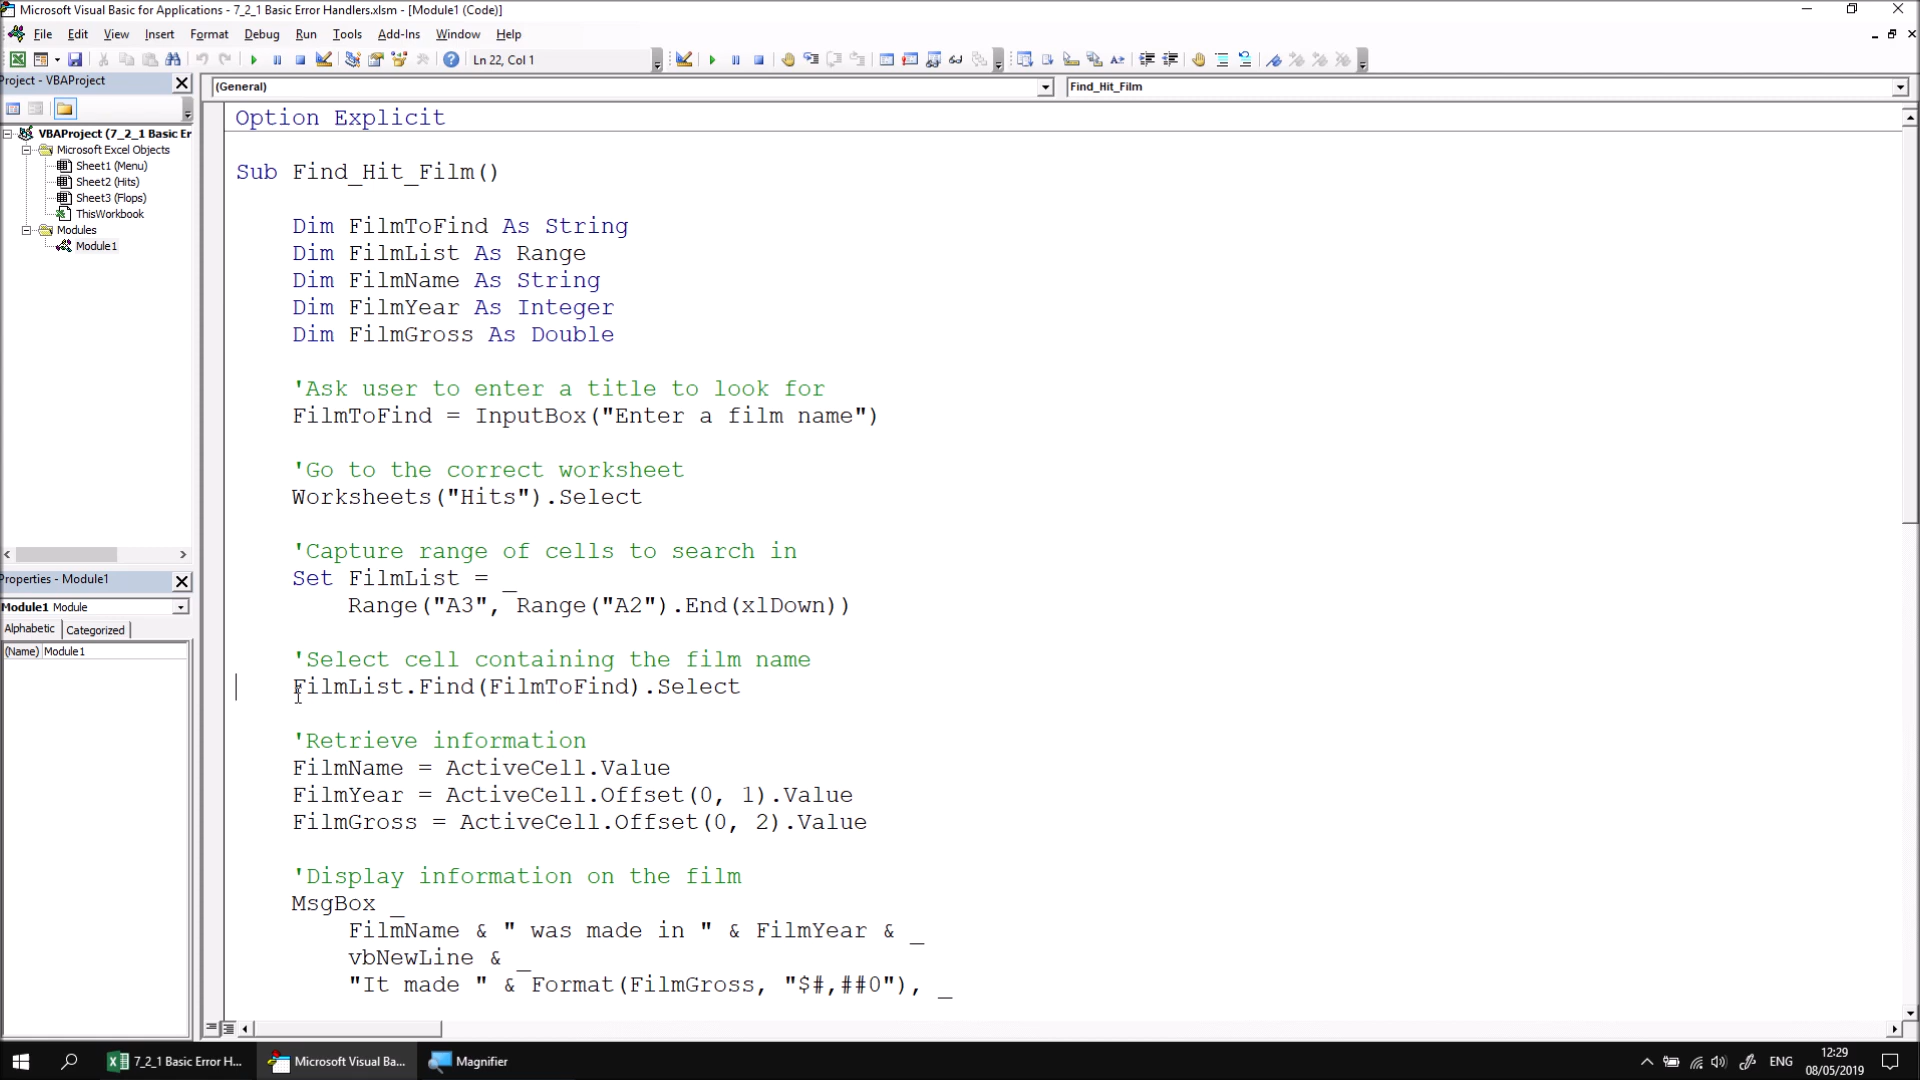 Microsoft Visual Basic for Applications - 7_2_1 Basic Error Handlers.xlsm - [Module1 (Code)]
File Edit View Insert Format Debug Run Tools Add-Ins Window Help
Ln 22, Col 1
Project - VBAProject
(General)
Find_Hit_Film
VBAProject (7_2_1 Basic Er
Microsoft Excel Objects
Sheet1 (Menu)
Sheet2 (Hits)
Sheet3 (Flops)
ThisWorkbook
Modules
Module1
Properties - Module1
Module1 Module
Alphabetic Categorized
(Name) Module1
Option Explicit
Sub Find_Hit_Film()
Dim FilmToFind As String
Dim FilmList As Range
Dim FilmName As String
Dim FilmYear As Integer
Dim FilmGross As Double
'Ask user to enter a title to look for
FilmToFind = InputBox("Enter a film name")
'Go to the correct worksheet
Worksheets("Hits").Select
'Capture range of cells to search in
Set FilmList = _
Range("A3", Range("A2").End(xlDown))
'Select cell containing the film name
FilmList.Find(FilmToFind).Select
'Retrieve information
FilmName = ActiveCell.Value
FilmYear = ActiveCell.Offset(0, 1).Value
FilmGross = ActiveCell.Offset(0, 2).Value
'Display information on the film
MsgBox _
FilmName & " was made in " & FilmYear & _
vbNewLine & _
"It made " & Format(FilmGross, "$#,##0"), _
7_2_1 Basic Error H...
Microsoft Visual Ba...
Magnifier
ENG
12:29
08/05/2019